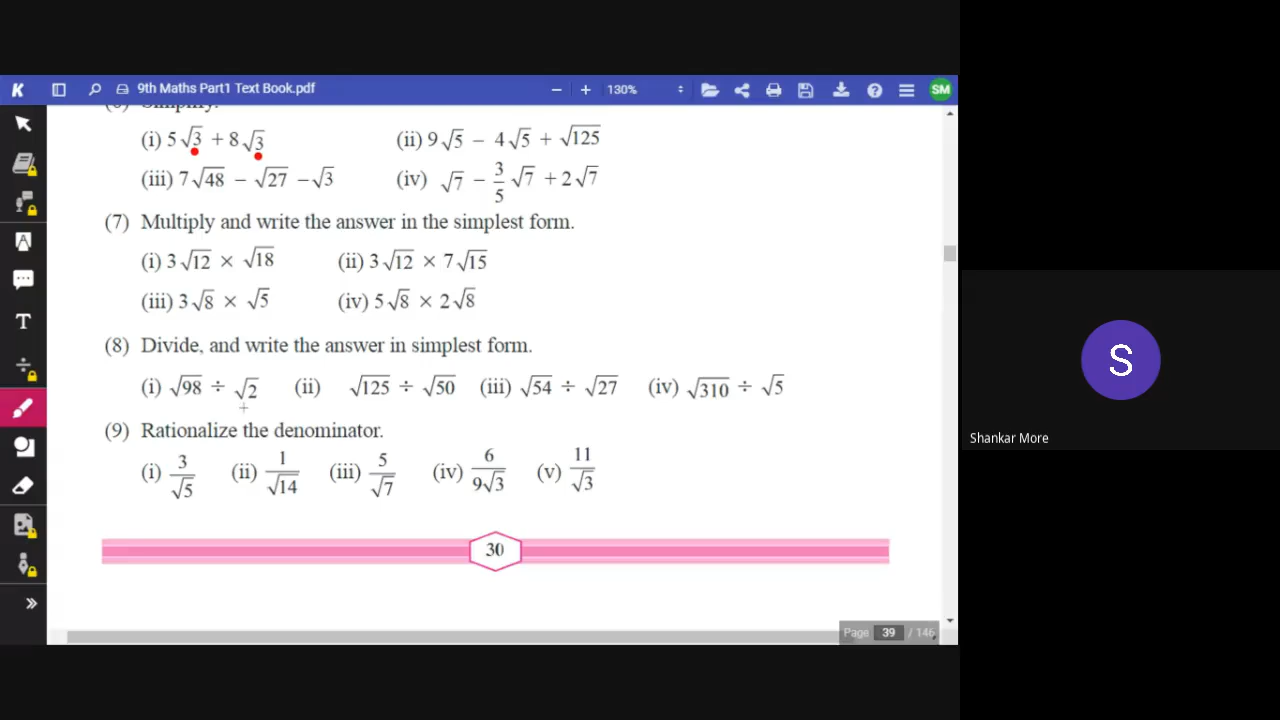 K 9th Maths Part1 Text Book.pdf − + 130% SM
(6) Simplify.
(i) 5√3 + 8√3 (ii) 9√5 − 4√5 + √125
(iii) 7√48 − √27 − √3 (iv) √7 − 3/5 √7 + 2√7
(7) Multiply and write the answer in the simplest form.
(i) 3√12 × √18 (ii) 3√12 × 7√15
(iii) 3√8 × √5 (iv) 5√8 × 2√8
(8) Divide, and write the answer in simplest form.
(i) √98 ÷ √2 (ii) √125 ÷ √50 (iii) √54 ÷ √27 (iv) √310 ÷ √5
(9) Rationalize the denominator.
(i) 3/√5 (ii) 1/√14 (iii) 5/√7 (iv) 6/9√3 (v) 11/√3
30
Page 39 / 146
S
Shankar More